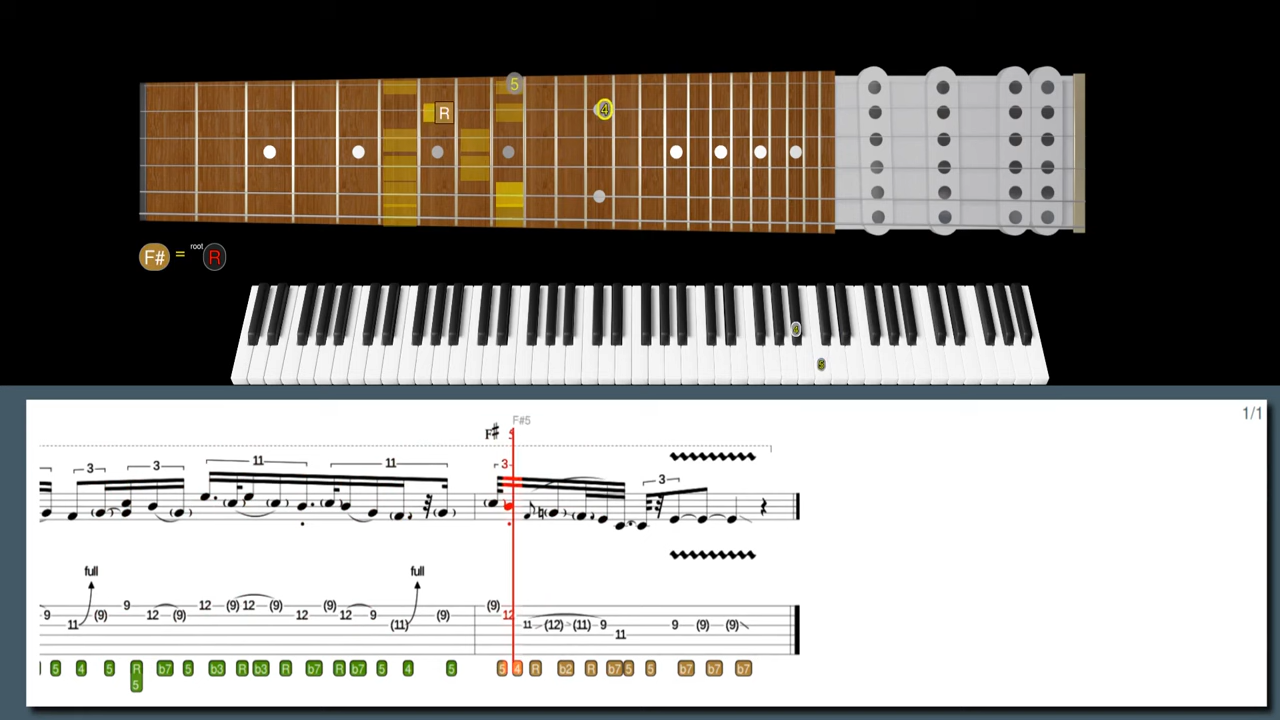 5
R
4
F# = root R
4
5
1/1
F#5
F# 5
3 3 11 11 3 3
full full
9 11 (9) 9 12 (9) 12 (9) 12 (9) 12 (9) 12 9 (11) (9) (9) 12 11 (12) (11) 9 11 9 (9) (9)
5 4 5 R b7 5 b3 R b3 R b7 R b7 5 4 5 5 4 R b2 R b7 5 5 b7 b7 b7
5